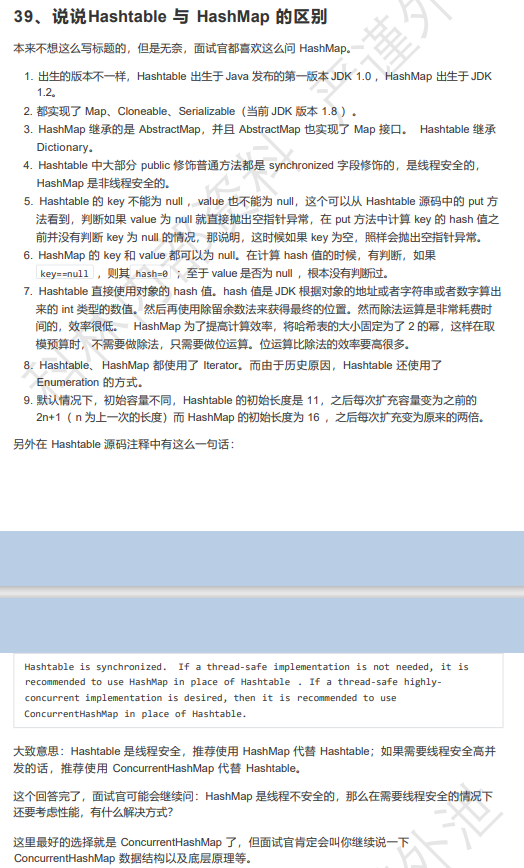 39、说说Hashtable 与 HashMap 的区别
本来不想这么写标题的，但是无奈，面试官都喜欢这么问 HashMap。
1. 出生的版本不一样，Hashtable 出生于 Java 发布的第一版本 JDK 1.0 ，HashMap 出生于 JDK
1.2。
2. 都实现了 Map、Cloneable、Serializable（当前 JDK 版本 1.8 ）。
3. HashMap 继承的是 AbstractMap，并且 AbstractMap 也实现了 Map 接口。 Hashtable 继承
Dictionary。
4. Hashtable 中大部分 public 修饰普通方法都是 synchronized 字段修饰的，是线程安全的，
HashMap 是非线程安全的。
5. Hashtable 的 key 不能为 null ，value 也不能为 null，这个可以从 Hashtable 源码中的 put 方
法看到，判断如果 value 为 null 就直接抛出空指针异常，在 put 方法中计算 key 的 hash 值之
前并没有判断 key 为 null 的情况，那说明，这时候如果 key 为空，照样会抛出空指针异常。
6. HashMap 的 key 和 value 都可以为 null。在计算 hash 值的时候，有判断，如果
key==null ，则其 hash=0 ；至于 value 是否为 null ，根本没有判断过。
7. Hashtable 直接使用对象的 hash 值。hash 值是 JDK 根据对象的地址或者字符串或者数字算出
来的 int 类型的数值。然后再使用除留余数法来获得最终的位置。然而除法运算是非常耗费时
间的，效率很低。 HashMap 为了提高计算效率，将哈希表的大小固定为了 2 的幂，这样在取
模预算时，不需要做除法，只需要做位运算。位运算比除法的效率要高很多。
8. Hashtable、HashMap 都使用了 Iterator。而由于历史原因，Hashtable 还使用了
Enumeration 的方式。
9. 默认情况下，初始容量不同，Hashtable 的初始长度是 11，之后每次扩充容量变为之前的
2n+1（ n 为上一次的长度）而 HashMap 的初始长度为 16 ，之后每次扩充变为原来的两倍。
另外在 Hashtable 源码注释中有这么一句话：
Hashtable is synchronized. If a thread-safe implementation is not needed, it is
recommended to use HashMap in place of Hashtable . If a thread-safe highly-
concurrent implementation is desired, then it is recommended to use
ConcurrentHashMap in place of Hashtable.
大致意思：Hashtable 是线程安全，推荐使用 HashMap 代替 Hashtable；如果需要线程安全高并
发的话，推荐使用 ConcurrentHashMap 代替 Hashtable。
这个回答完了，面试官可能会继续问：HashMap 是线程不安全的，那么在需要线程安全的情况下
还要考虑性能，有什么解决方式？
这里最好的选择就是 ConcurrentHashMap 了，但面试官肯定会叫你继续说一下
ConcurrentHashMap 数据结构以及底层原理等。